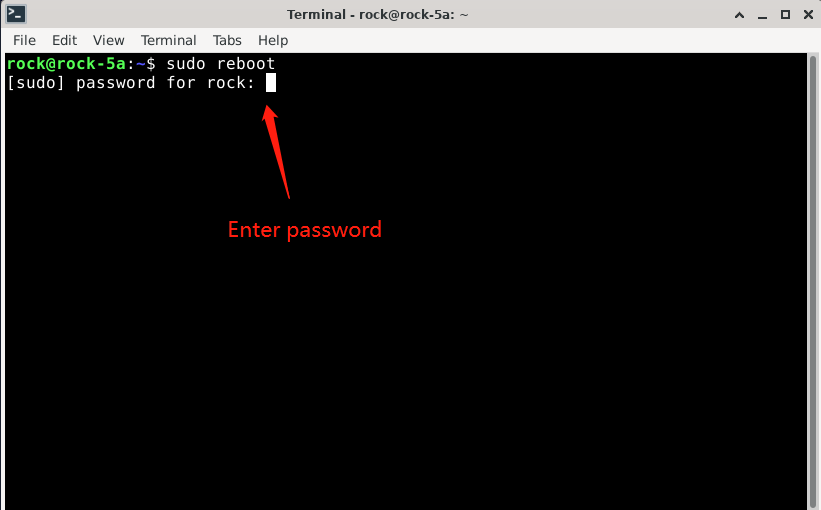 Terminal - rock@rock-5a: ~
File Edit View Terminal Tabs Help
rock@rock-5a:~$ sudo reboot
[sudo] password for rock:
Enter password